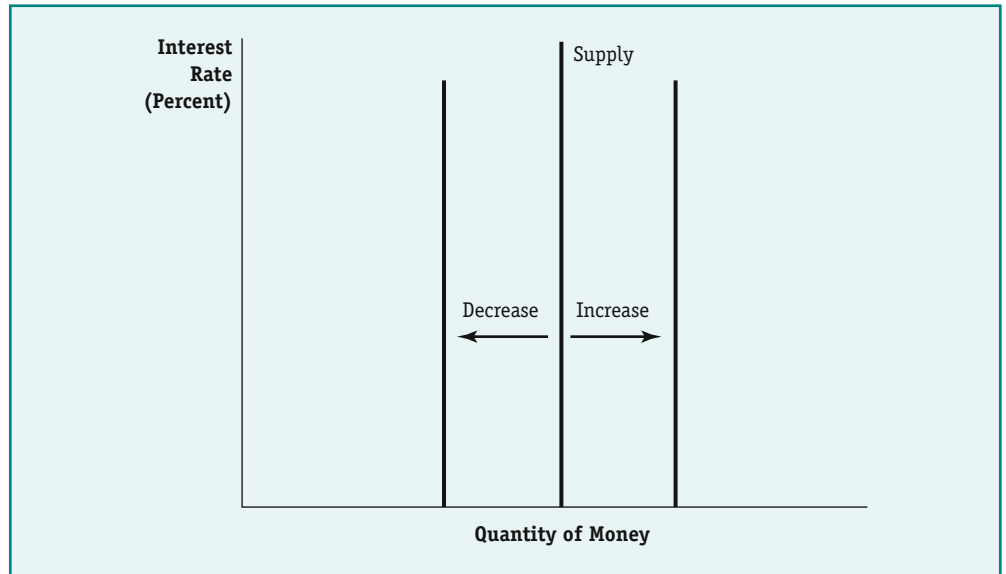 Interest
Rate
(Percent)
Supply
Decrease
Increase
Quantity of Money